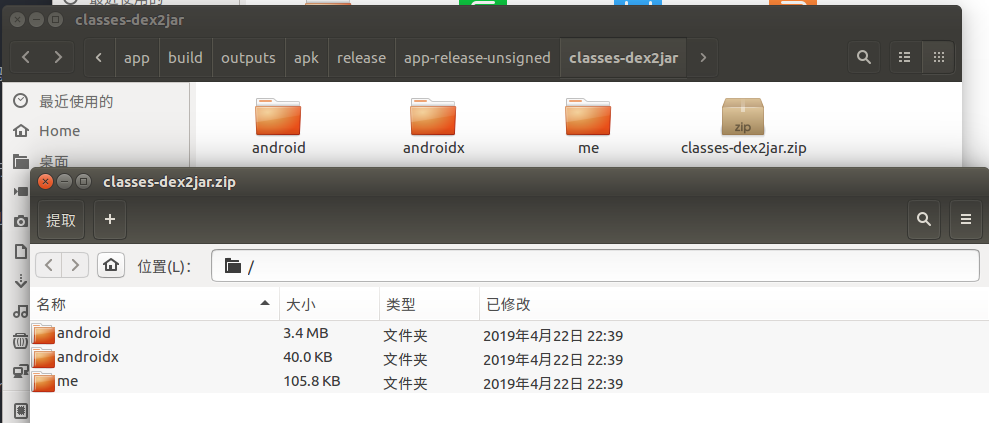 最近使用的
classes-dex2jar
app build outputs apk release app-release-unsigned classes-dex2jar
最近使用的
Home
桌面
android androidx me classes-dex2jar.zip
zip
classes-dex2jar.zip
提取
位置(L)： /
名称 大小 类型 已修改
android 3.4 MB 文件夹 2019年4月22日 22:39
androidx 40.0 KB 文件夹 2019年4月22日 22:39
me 105.8 KB 文件夹 2019年4月22日 22:39